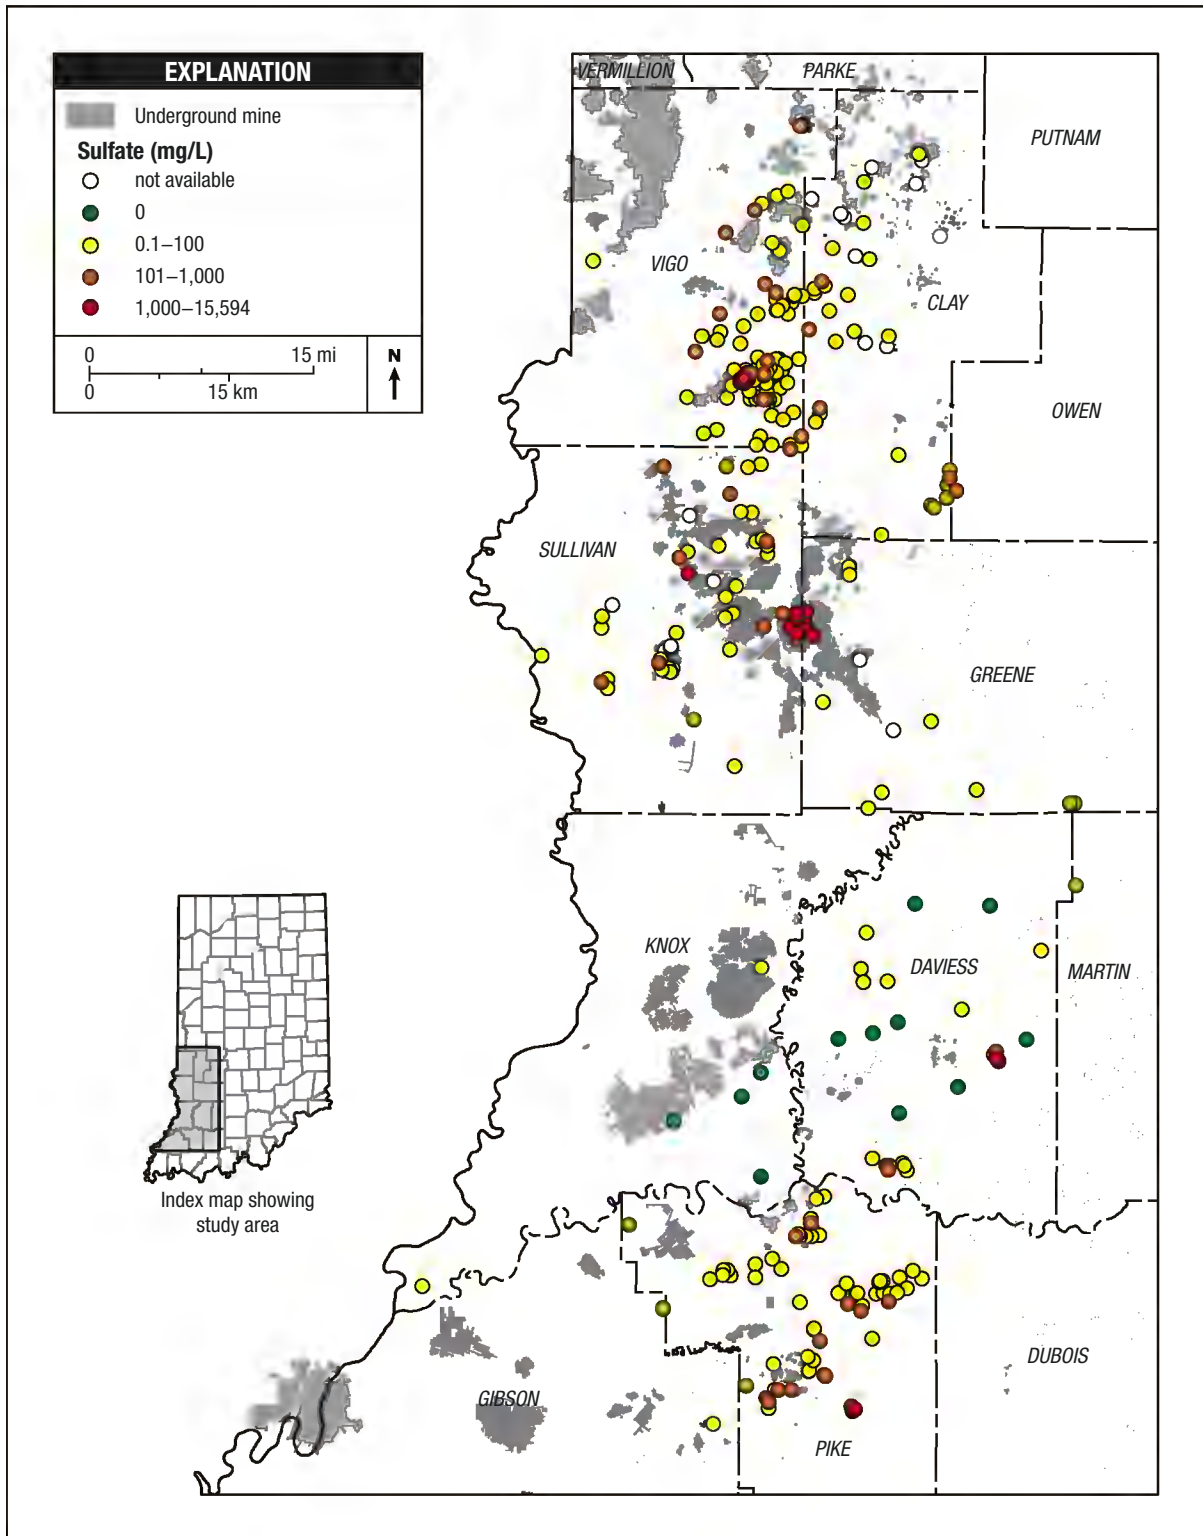 EXPLANATION
Underground mine
Sulfate (mg/L)
not available
0
0.1–100
101–1,000
1,000–15,594
0 15 mi
0 15 km
N
VERMILLION
PARKE
PUTNAM
VIGO
CLAY
OWEN
SULLIVAN
GREENE
KNOX
DAVIESS
MARTIN
Index map showing
study area
DUBOIS
GIBSON
PIKE